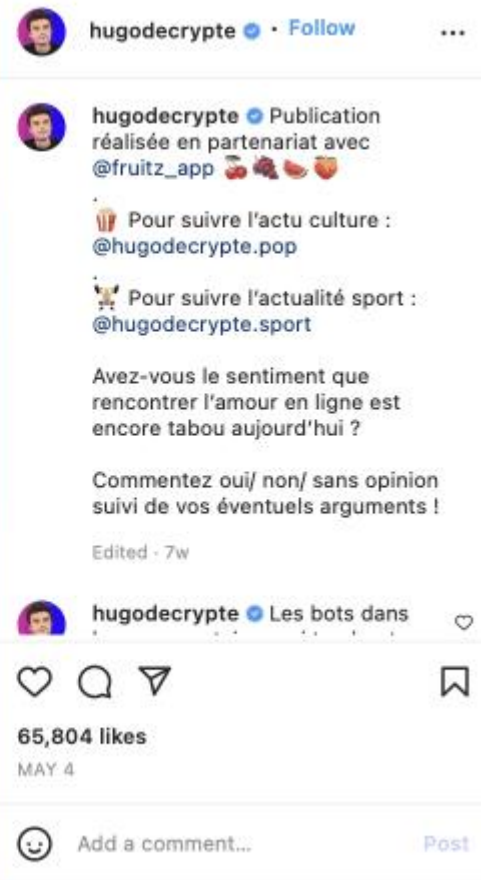 hugodecrypte • Follow
hugodecrypte Publication
réalisée en partenariat avec
@fruitz_app 🍒🍇🍉🍑
.
🍿 Pour suivre l'actu culture :
@hugodecrypte.pop
.
🏋️ Pour suivre l'actualité sport :
@hugodecrypte.sport
Avez-vous le sentiment que
rencontrer l'amour en ligne est
encore tabou aujourd'hui ?
Commentez oui/ non/ sans opinion
suivi de vos éventuels arguments !
Edited · 7w
hugodecrypte Les bots dans
65,804 likes
MAY 4
Add a comment...
Post